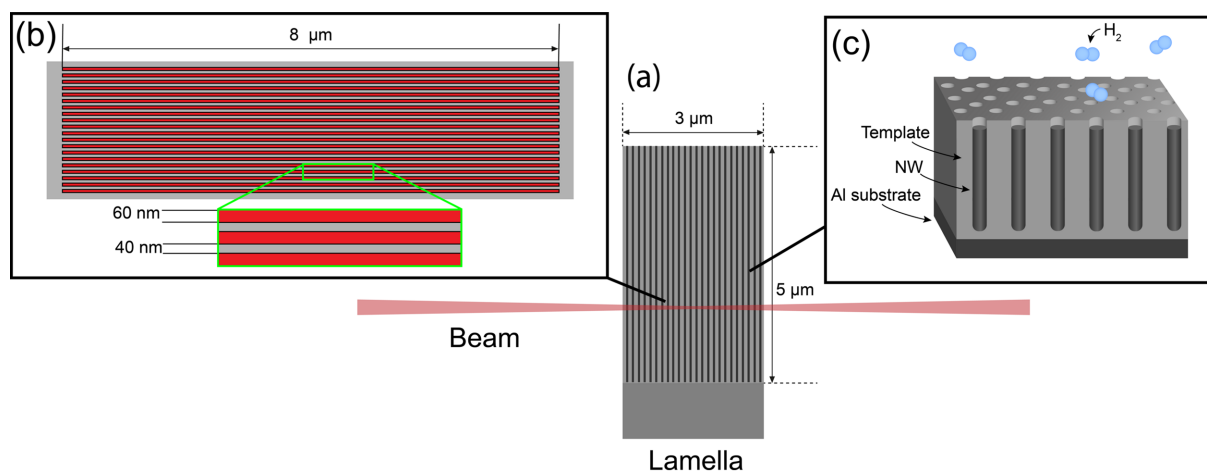 (b)
8 μm
60 nm
40 nm
(a)
3 μm
5 μm
Beam
Lamella
(c)
H2
Template
NW
Al substrate